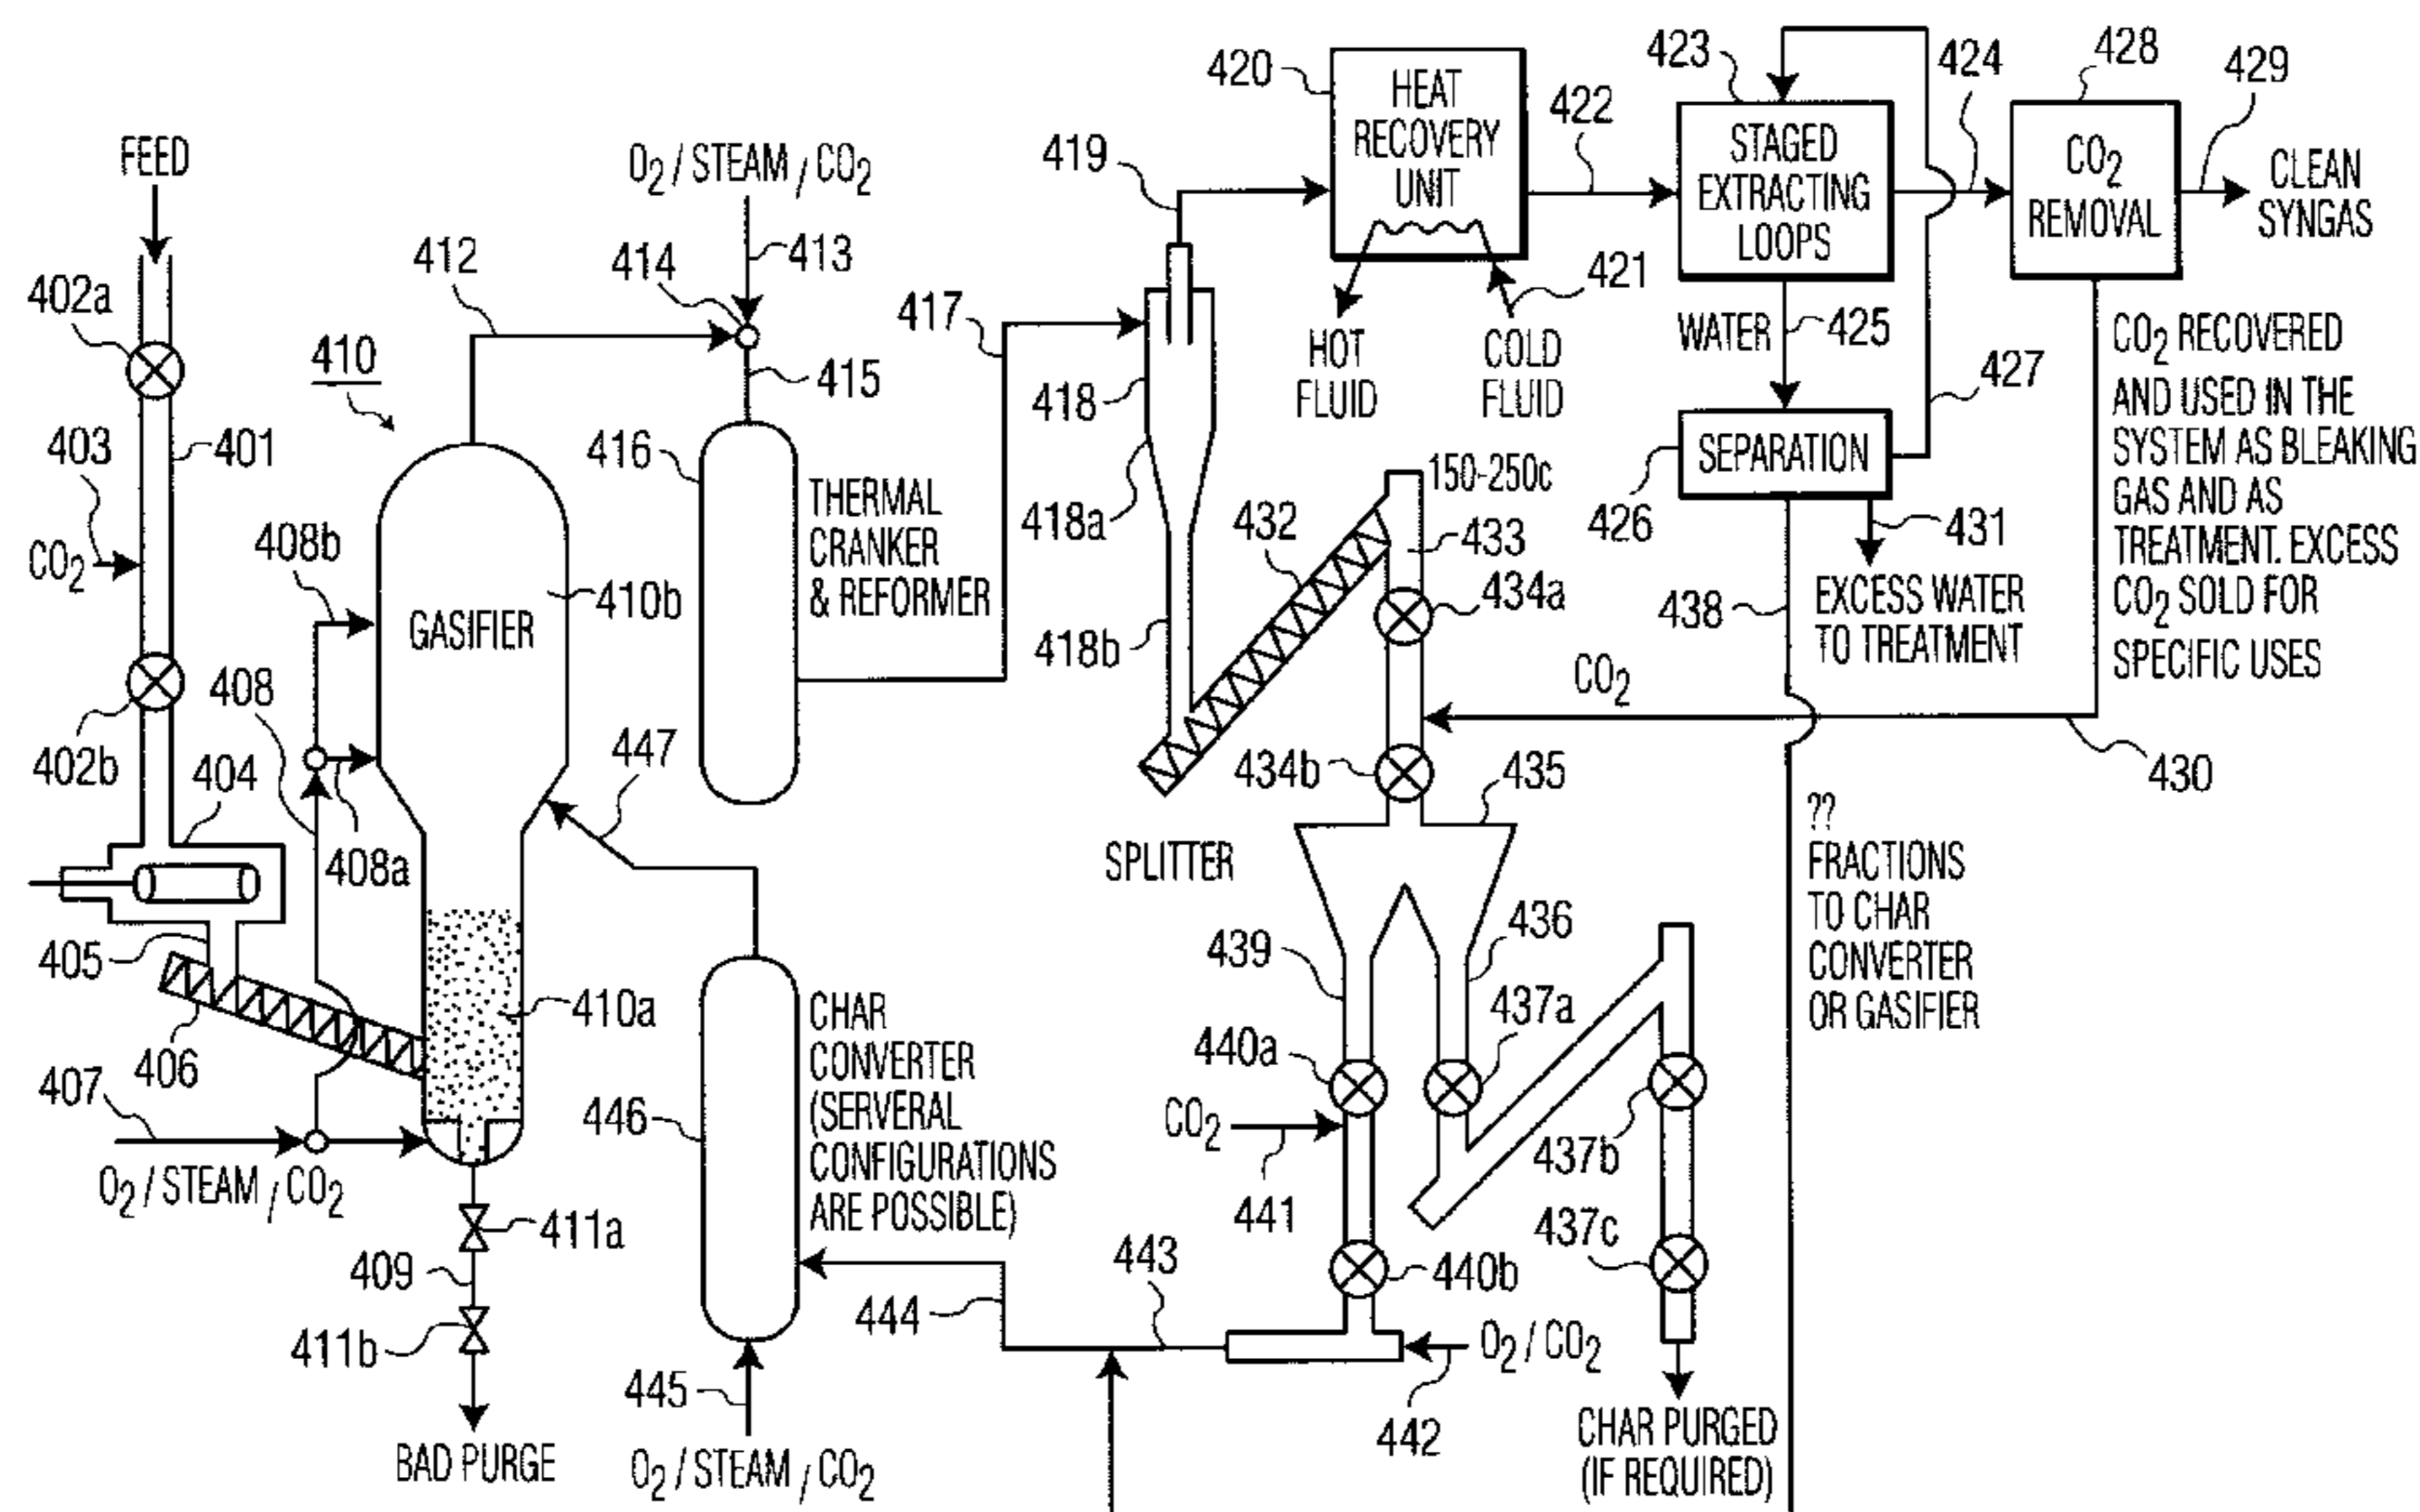 FEED
402a
403
CO2
401
402b
404
405
406
407
O2 / STEAM / CO2
408
408a
408b
410
GASIFIER
410b
410a
411a
409
411b
BAD PURGE
412
O2 / STEAM / CO2
413
414
415
416
THERMAL
CRANKER
& REFORMER
417
447
446
CHAR
CONVERTER
(SERVERAL
CONFIGURATIONS
ARE POSSIBLE)
445
O2 / STEAM / CO2
444
443
419
418
418a
418b
420
HEAT
RECOVERY
UNIT
HOT
FLUID
COLD
FLUID
421
422
423
STAGED
EXTRACTING
LOOPS
424
428
CO2
REMOVAL
429
CLEAN
SYNGAS
WATER
425
427
SEPARATION
426
431
EXCESS WATER
TO TREATMENT
CO2 RECOVERED
AND USED IN THE
SYSTEM AS BLEAKING
GAS AND AS
TREATMENT. EXCESS
CO2 SOLD FOR
SPECIFIC USES
432
150-250c
433
434a
CO2
434b
430
438
SPLITTER
435
??
FRACTIONS
TO CHAR
CONVERTER
OR GASIFIER
439
436
440a
437a
CO2
441
437b
440b
437c
O2 / CO2
442
CHAR PURGED
(IF REQUIRED)